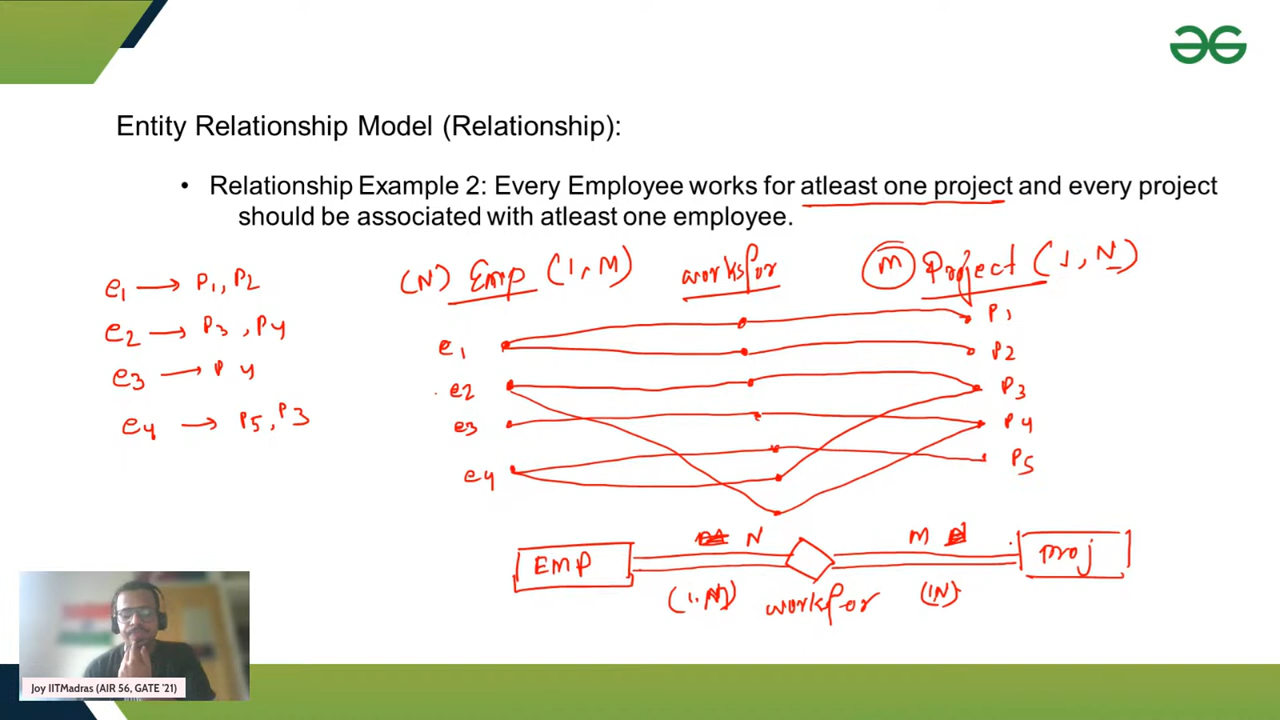 Entity Relationship Model (Relationship):
• Relationship Example 2: Every Employee works for atleast one project and every project
should be associated with atleast one employee.
(N) Emp (1, M) worksfor (M) Project (1, N)
e1 → P1, P2
e2 → P3, P4
e3 → P4
e4 → P5, P3
e1 P1
e2 P2
e3 P3
e4 P4
P5
N M
EMP Proj
(1, M) workfor (1N)
Joy IITMadras (AIR 56, GATE '21)